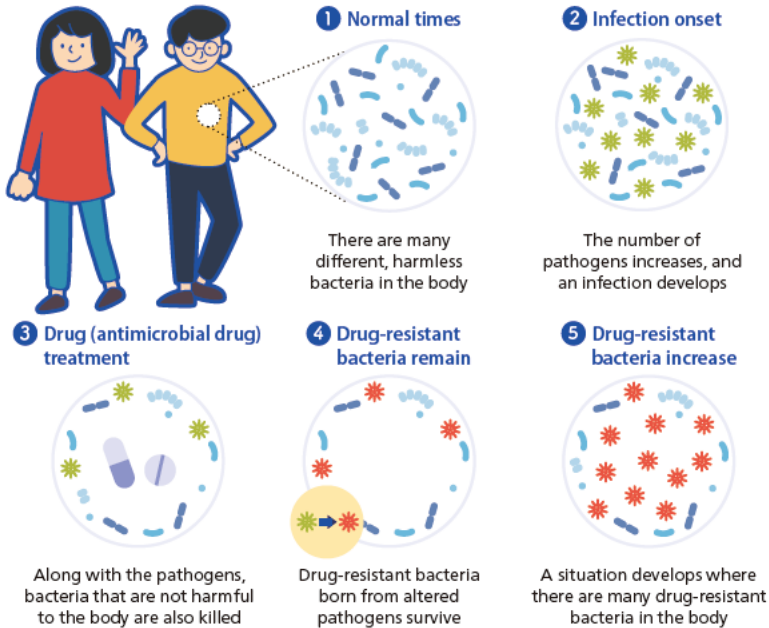 1 Normal times
There are many
different, harmless
bacteria in the body
2 Infection onset
The number of
pathogens increases, and
an infection develops
3 Drug (antimicrobial drug)
treatment
Along with the pathogens,
bacteria that are not harmful
to the body are also killed
4 Drug-resistant
bacteria remain
Drug-resistant bacteria
born from altered
pathogens survive
5 Drug-resistant
bacteria increase
A situation develops where
there are many drug-resistant
bacteria in the body